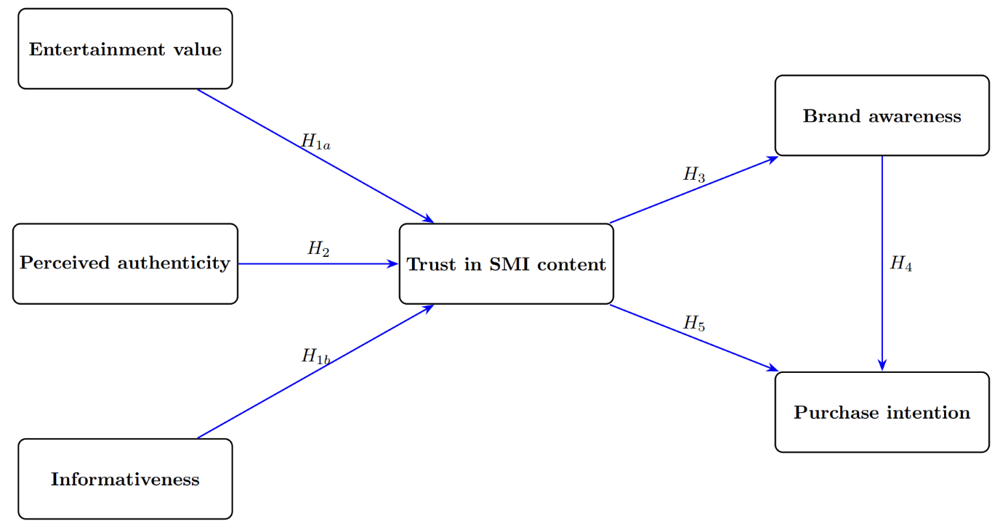 Entertainment value
Brand awareness
H1a
H3
Perceived authenticity
H2
Trust in SMI content
H4
H5
H1b
Purchase intention
Informativeness